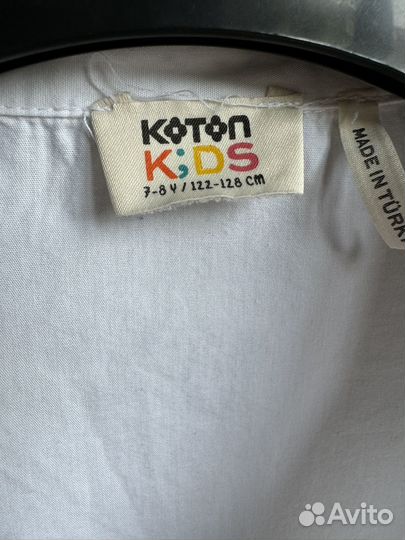 KOTON
K;DS
7-8 Y / 122-128 CM
MADE IN TÜRK
Avito